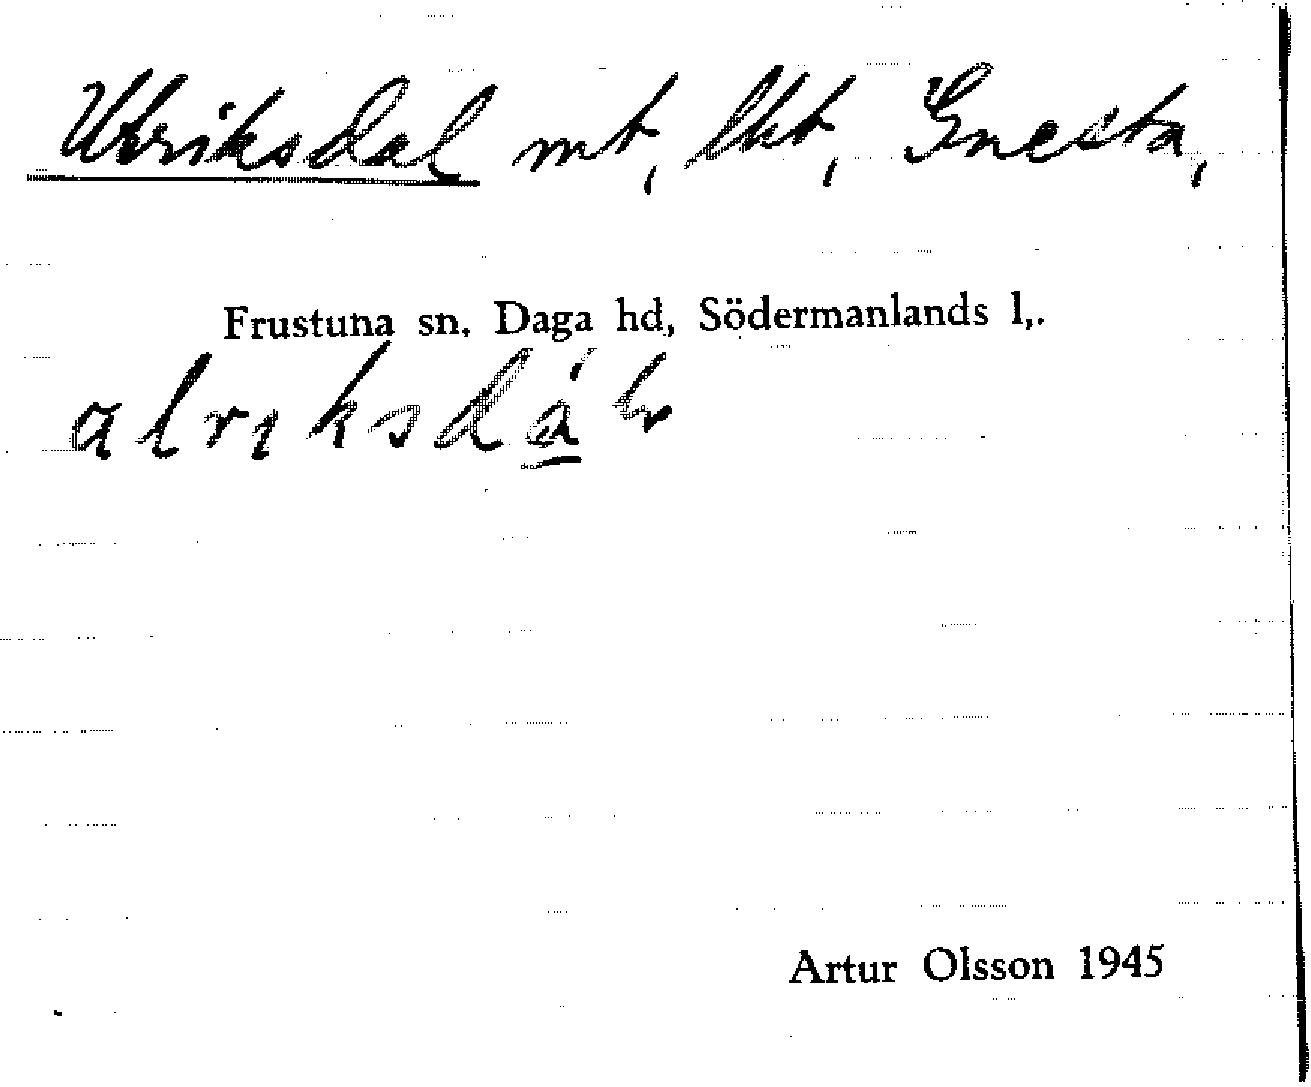 Ulriksdal mt, lht, Gnesta,
Frustuna sn. Daga hd, Södermanlands l,.
Artur Olsson 1945